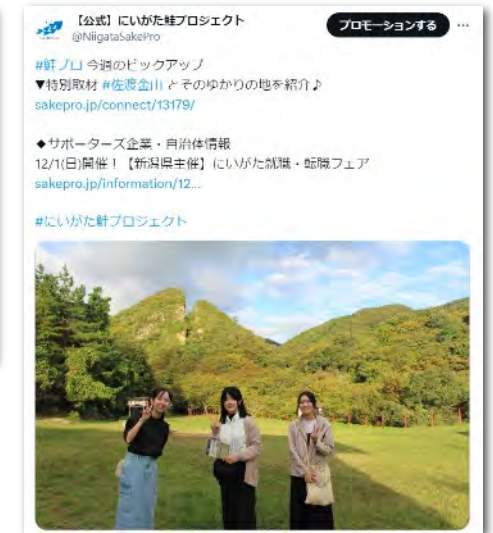 【公式】にいがた鮭プロジェクト
プロモーションする
@NiigataSakePro
#鮭プロ 今週のピックアップ
▼特別取材 #佐渡金山 とそのゆかりの地を紹介♪
sakepro.jp/connect/13179/
◆サポーターズ企業・自治体情報
12/1(日)開催！【新潟県主催】にいがた就職・転職フェア
sakepro.jp/information/12...
#にいがた鮭プロジェクト